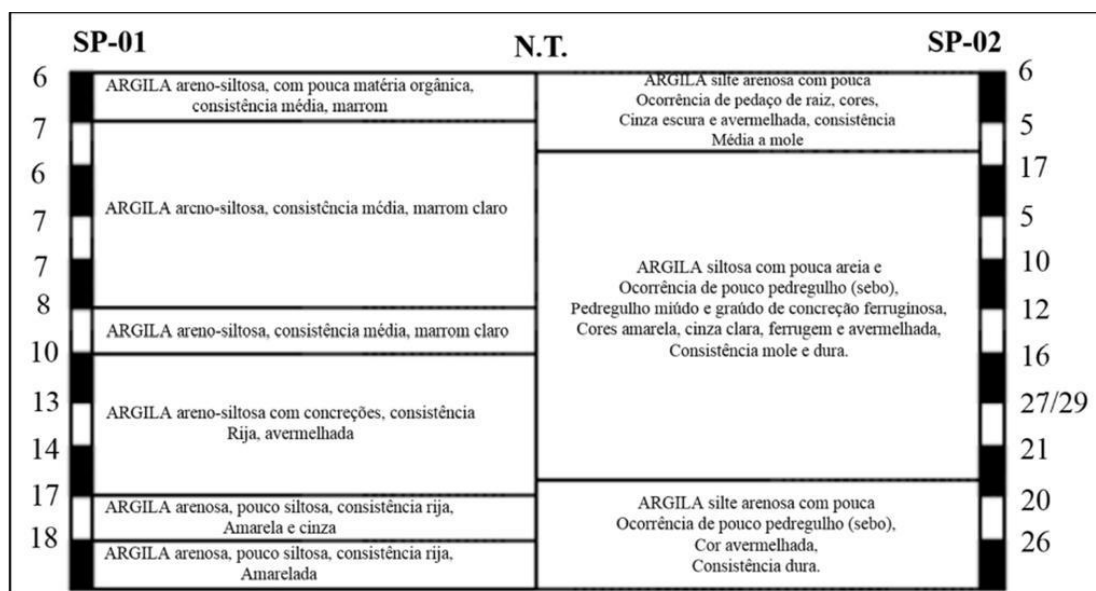 SP-01
N.T.
SP-02
6
7
6
7
7
8
10
13
14
17
18
ARGILA areno-siltosa, com pouca matéria orgânica,
consistência média, marrom
ARGILA areno-siltosa, consistência média, marrom claro
ARGILA areno-siltosa, consistência média, marrom claro
ARGILA areno-siltosa com concreções, consistência
Rija, avermelhada
ARGILA arenosa, pouco siltosa, consistência rija,
Amarela e cinza
ARGILA arenosa, pouco siltosa, consistência rija,
Amarelada
ARGILA silte arenosa com pouca
Ocorrência de pedaço de raiz, cores,
Cinza escura e avermelhada, consistência
Média a mole
ARGILA siltosa com pouca areia e
Ocorrência de pouco pedregulho (sebo),
Pedregulho miúdo e graúdo de concreção ferruginosa,
Cores amarela, cinza clara, ferrugem e avermelhada,
Consistência mole e dura.
ARGILA silte arenosa com pouca
Ocorrência de pouco pedregulho (sebo),
Cor avermelhada,
Consistência dura.
6
5
17
5
10
12
16
27/29
21
20
26